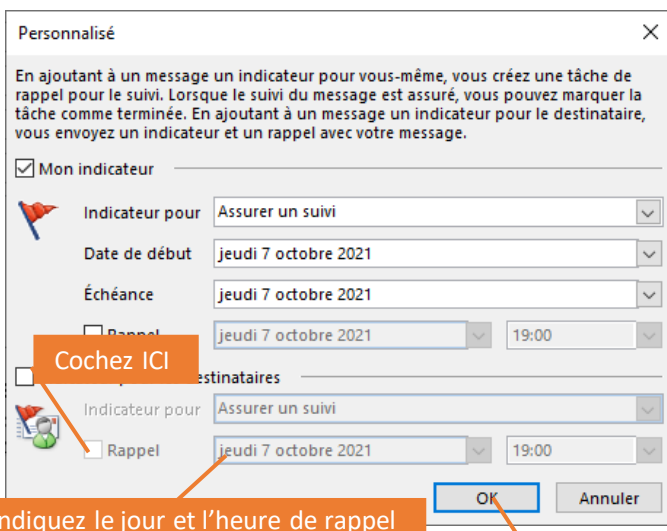 Personnalisé
En ajoutant à un message un indicateur pour vous-même, vous créez une tâche de
rappel pour le suivi. Lorsque le suivi du message est assuré, vous pouvez marquer la
tâche comme terminée. En ajoutant à un message un indicateur pour le destinataire,
vous envoyez un indicateur et un rappel avec votre message.
Mon indicateur
Indicateur pour Assurer un suivi
Date de début jeudi 7 octobre 2021
Échéance jeudi 7 octobre 2021
Rappel jeudi 7 octobre 2021 19:00
Cochez ICI
Indicateur pour Assurer un suivi
Rappel jeudi 7 octobre 2021 19:00
OK Annuler
ndiquez le jour et l’heure de rappel